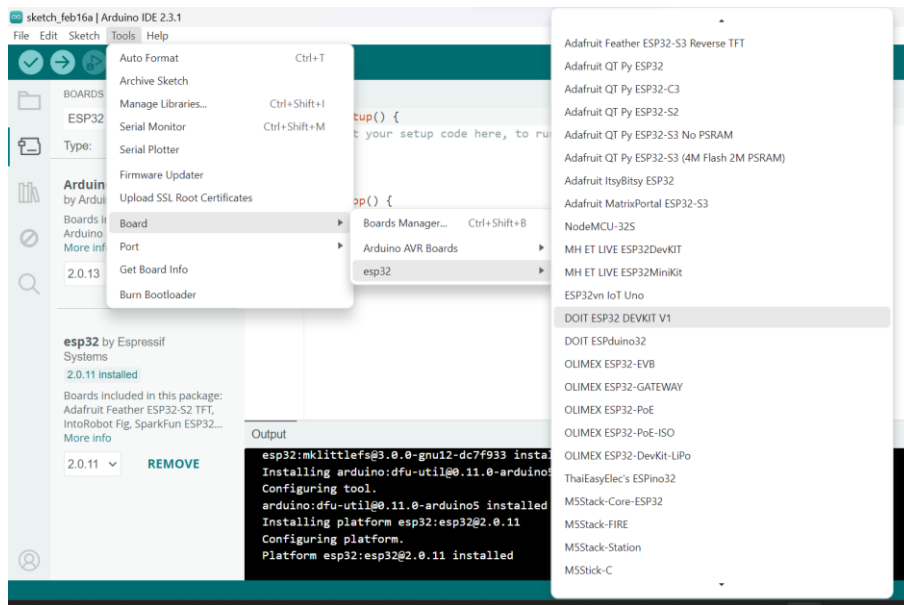 sketch_feb16a | Arduino IDE 2.3.1
File Edit Sketch Tools Help
BOARDS
ESP32
Type:
by Ardui
Boards in
Arduino
More inf
2.0.13
esp32 by Espressif
Systems
2.0.11 installed
Boards included in this package:
Adafruit Feather ESP32-S2 TFT,
IntoRobot Fig, SparkFun ESP32...
More info
2.0.11 REMOVE
Auto Format Ctrl+T
Archive Sketch
Manage Libraries... Ctrl+Shift+I
Serial Monitor Ctrl+Shift+M
Serial Plotter
Firmware Updater
Upload SSL Root Certificates
Board
Port
Get Board Info
Burn Bootloader
tup() {
t your setup code here, to ru
op() {
Boards Manager... Ctrl+Shift+B
Arduino AVR Boards
esp32
Adafruit Feather ESP32-S3 Reverse TFT
Adafruit QT Py ESP32
Adafruit QT Py ESP32-C3
Adafruit QT Py ESP32-S2
Adafruit QT Py ESP32-S3 No PSRAM
Adafruit QT Py ESP32-S3 (4M Flash 2M PSRAM)
Adafruit ItsyBitsy ESP32
Adafruit MatrixPortal ESP32-S3
NodeMCU-32S
MH ET LIVE ESP32DevKIT
MH ET LIVE ESP32MiniKit
ESP32vn IoT Uno
DOIT ESP32 DEVKIT V1
DOIT ESPduino32
OLIMEX ESP32-EVB
OLIMEX ESP32-GATEWAY
OLIMEX ESP32-PoE
OLIMEX ESP32-PoE-ISO
OLIMEX ESP32-DevKit-LiPo
ThaiEasyElec's ESPino32
M5Stack-Core-ESP32
M5Stack-FIRE
M5Stack-Station
M5Stick-C
Output
esp32:mklittlefs@3.0.0-gnu12-dc7f933 instal
Installing arduino:dfu-util@0.11.0-arduino5
Configuring tool.
arduino:dfu-util@0.11.0-arduino5 installed
Installing platform esp32:esp32@2.0.11
Configuring platform.
Platform esp32:esp32@2.0.11 installed